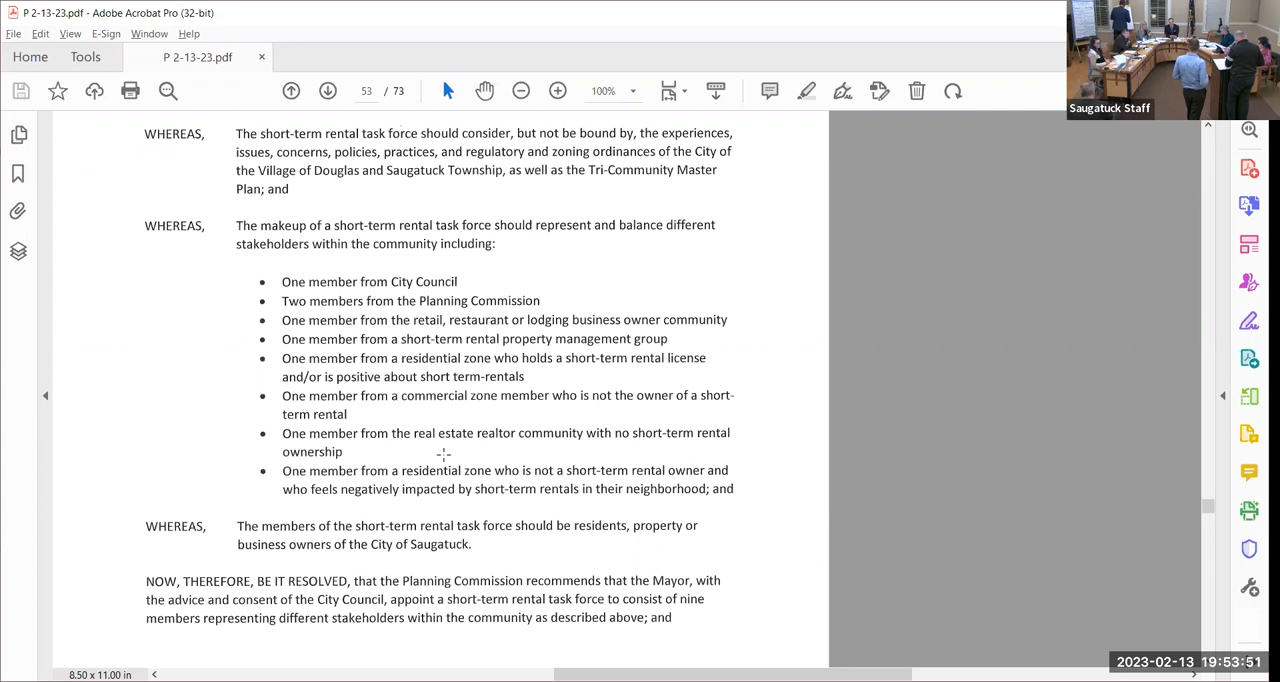 P 2-13-23.pdf - Adobe Acrobat Pro (32-bit)
File Edit View E-Sign Window Help
Home Tools P 2-13-23.pdf ×
53 / 73 100%
Saugatuck Staff
WHEREAS, The short-term rental task force should consider, but not be bound by, the experiences,
issues, concerns, policies, practices, and regulatory and zoning ordinances of the City of
the Village of Douglas and Saugatuck Township, as well as the Tri-Community Master
Plan; and
WHEREAS, The makeup of a short-term rental task force should represent and balance different
stakeholders within the community including:
• One member from City Council
• Two members from the Planning Commission
• One member from the retail, restaurant or lodging business owner community
• One member from a short-term rental property management group
• One member from a residential zone who holds a short-term rental license
and/or is positive about short term-rentals
• One member from a commercial zone member who is not the owner of a short-
term rental
• One member from the real estate realtor community with no short-term rental
ownership
• One member from a residential zone who is not a short-term rental owner and
who feels negatively impacted by short-term rentals in their neighborhood; and
WHEREAS, The members of the short-term rental task force should be residents, property or
business owners of the City of Saugatuck.
NOW, THEREFORE, BE IT RESOLVED, that the Planning Commission recommends that the Mayor, with
the advice and consent of the City Council, appoint a short-term rental task force to consist of nine
members representing different stakeholders within the community as described above; and
8.50 x 11.00 in
2023-02-13 19:53:51